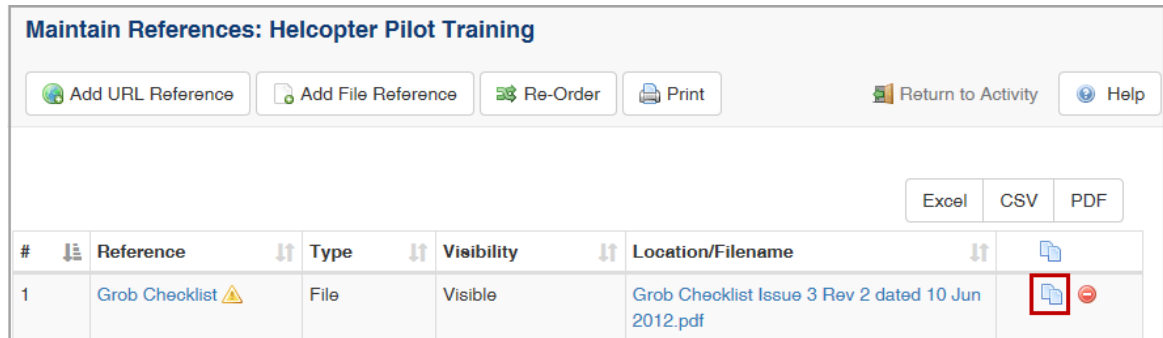 Maintain References: Helcopter Pilot Training
Add URL Reference Add File Reference Re-Order Print Return to Activity Help
Excel CSV PDF
# Reference Type Visibility Location/Filename
1 Grob Checklist File Visible Grob Checklist Issue 3 Rev 2 dated 10 Jun
2012.pdf